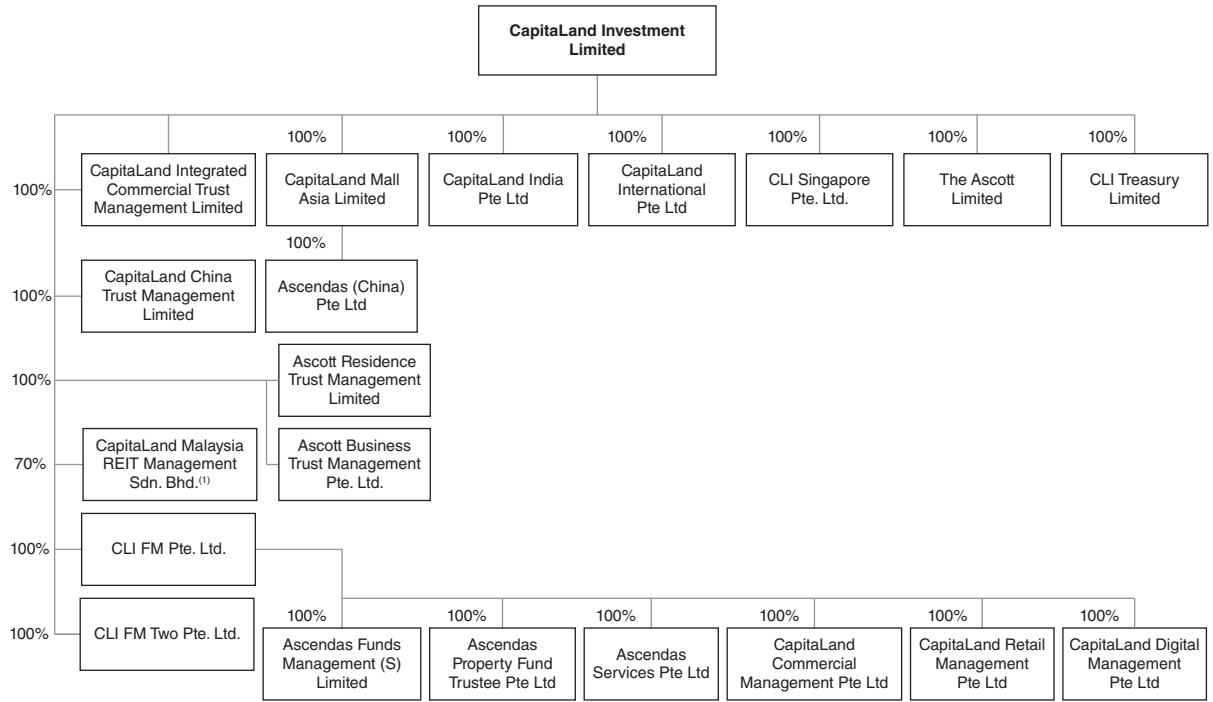 CapitaLand Investment
Limited
100%
100%
100%
100%
100%
100%
100%
CapitaLand Integrated
Commercial Trust
Management Limited
CapitaLand Mall
Asia Limited
CapitaLand India
Pte Ltd
CapitaLand
International
Pte Ltd
CLI Singapore
Pte. Ltd.
The Ascott
Limited
CLI Treasury
Limited
100%
100%
CapitaLand China
Trust Management
Limited
Ascendas (China)
Pte Ltd
100%
Ascott Residence
Trust Management
Limited
70%
CapitaLand Malaysia
REIT Management
Sdn. Bhd.(1)
Ascott Business
Trust Management
Pte. Ltd.
100%
CLI FM Pte. Ltd.
100%
CLI FM Two Pte. Ltd.
100%
100%
100%
100%
100%
100%
Ascendas Funds
Management (S)
Limited
Ascendas
Property Fund
Trustee Pte Ltd
Ascendas
Services Pte Ltd
CapitaLand
Commercial
Management Pte Ltd
CapitaLand Retail
Management
Pte Ltd
CapitaLand Digital
Management
Pte Ltd